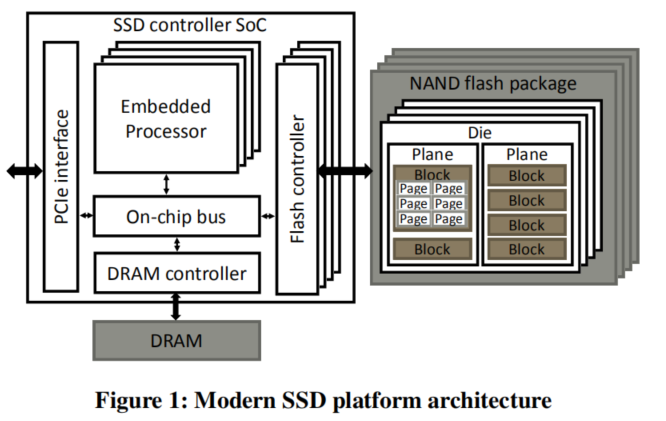 SSD controller SoC
PCIe interface
Embedded
Processor
On-chip bus
DRAM controller
Flash controller
DRAM
NAND flash package
Die
Plane
Block
Page Page
Page Page
Page Page
Block
Plane
Block
Block
Block
Block
Figure 1: Modern SSD platform architecture